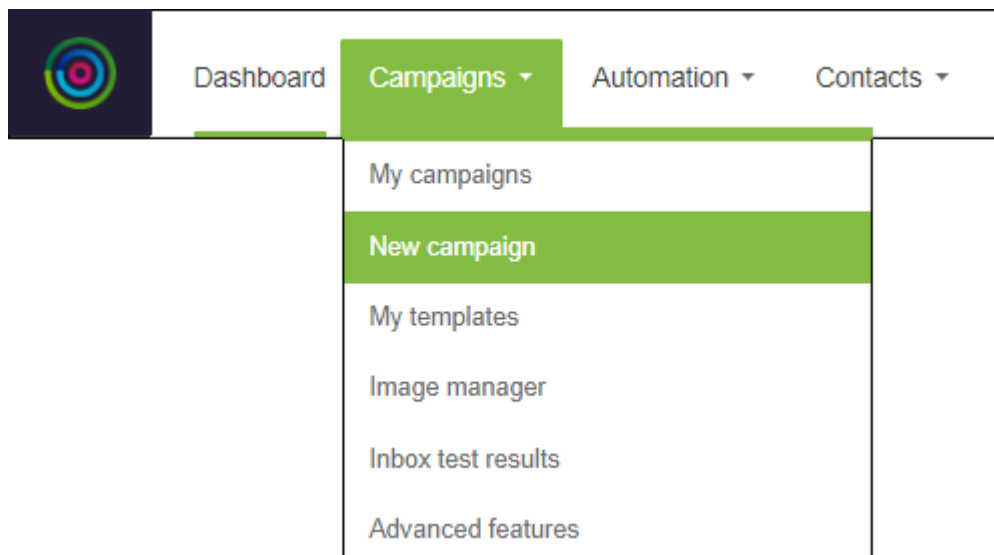 Dashboard Campaigns Automation Contacts
My campaigns
New campaign
My templates
Image manager
Inbox test results
Advanced features